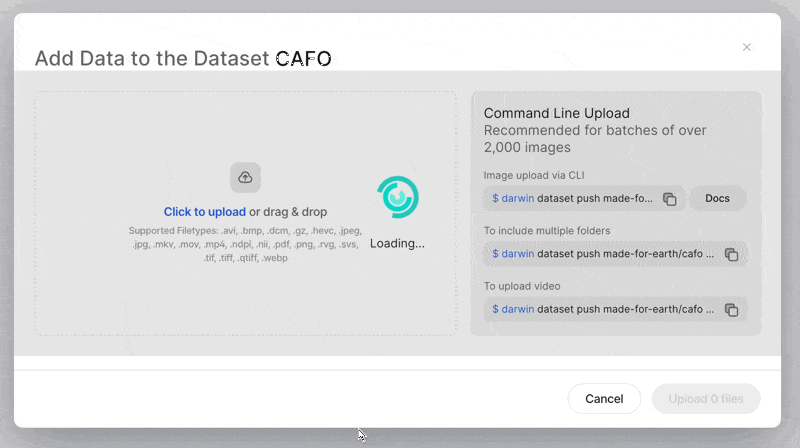 Add Data to the Dataset CAFO
Click to upload or drag & drop
Supported Filetypes: .avi, .bmp, .dcm, .gz, .hevc, .jpeg,
.jpg, .mkv, .mov, .mp4, .ndpi, .nii, .pdf, .png, .rvg, .svs,
.tif, .tiff, .qtiff, .webp
Loading...
Command Line Upload
Recommended for batches of over
2,000 images
Image upload via CLI
$ darwin dataset push made-fo...
Docs
To include multiple folders
$ darwin dataset push made-for-earth/cafo ...
To upload video
$ darwin dataset push made-for-earth/cafo ...
Cancel
Upload 0 files